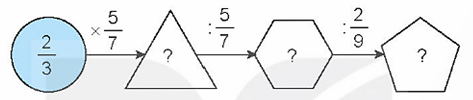 2/3 × 5/7 ? : 5/7 ? : 2/9 ?